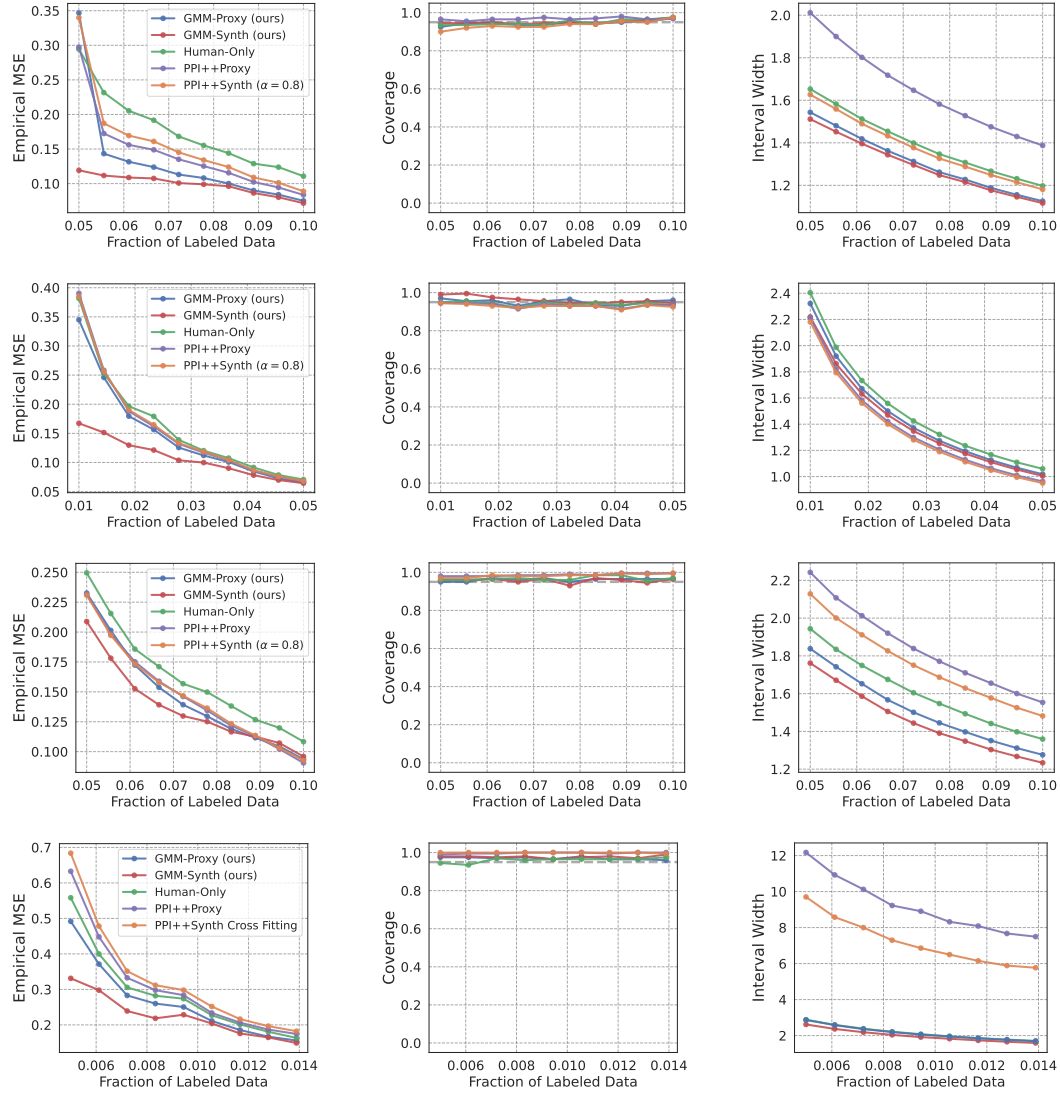 Empirical MSE
0.35
0.30
0.25
0.20
0.15
0.10
GMM-Proxy (ours)
GMM-Synth (ours)
Human-Only
PPI++Proxy
PPI++Synth (α = 0.8)
0.05 0.06 0.07 0.08 0.09 0.10
Fraction of Labeled Data
Coverage
1.0
0.8
0.6
0.4
0.2
0.0
0.05 0.06 0.07 0.08 0.09 0.10
Fraction of Labeled Data
Interval Width
2.0
1.8
1.6
1.4
1.2
0.05 0.06 0.07 0.08 0.09 0.10
Fraction of Labeled Data
Empirical MSE
0.40
0.35
0.30
0.25
0.20
0.15
0.10
0.05
GMM-Proxy (ours)
GMM-Synth (ours)
Human-Only
PPI++Proxy
PPI++Synth (α = 0.8)
0.01 0.02 0.03 0.04 0.05
Fraction of Labeled Data
Coverage
1.0
0.8
0.6
0.4
0.2
0.0
0.01 0.02 0.03 0.04 0.05
Fraction of Labeled Data
Interval Width
2.4
2.2
2.0
1.8
1.6
1.4
1.2
1.0
0.01 0.02 0.03 0.04 0.05
Fraction of Labeled Data
Empirical MSE
0.250
0.225
0.200
0.175
0.150
0.125
0.100
GMM-Proxy (ours)
GMM-Synth (ours)
Human-Only
PPI++Proxy
PPI++Synth (α = 0.8)
0.05 0.06 0.07 0.08 0.09 0.10
Fraction of Labeled Data
Coverage
1.0
0.8
0.6
0.4
0.2
0.0
0.05 0.06 0.07 0.08 0.09 0.10
Fraction of Labeled Data
Interval Width
2.2
2.0
1.8
1.6
1.4
1.2
0.05 0.06 0.07 0.08 0.09 0.10
Fraction of Labeled Data
Empirical MSE
0.7
0.6
0.5
0.4
0.3
0.2
GMM-Proxy (ours)
GMM-Synth (ours)
Human-Only
PPI++Proxy
PPI++Synth Cross Fitting
0.006 0.008 0.010 0.012 0.014
Fraction of Labeled Data
Coverage
1.0
0.8
0.6
0.4
0.2
0.0
0.006 0.008 0.010 0.012 0.014
Fraction of Labeled Data
Interval Width
12
10
8
6
4
2
0.006 0.008 0.010 0.012 0.014
Fraction of Labeled Data